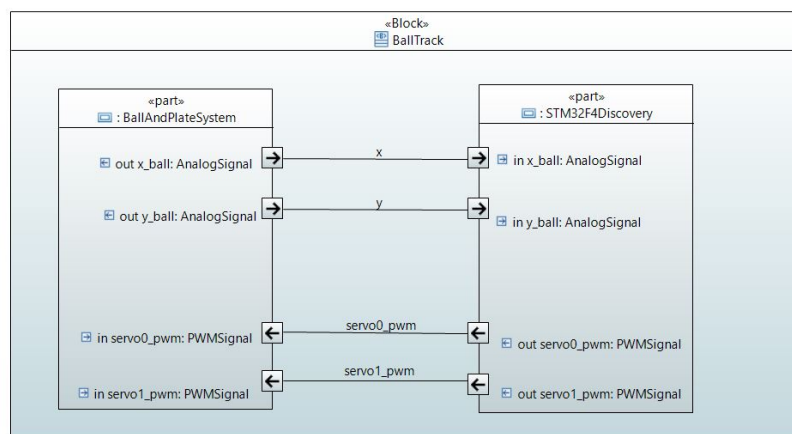 «Block»
BallTrack
«part»
: BallAndPlateSystem
out x_ball: AnalogSignal
out y_ball: AnalogSignal
in servo0_pwm: PWMSignal
in servo1_pwm: PWMSignal
x
y
servo0_pwm
servo1_pwm
«part»
: STM32F4Discovery
in x_ball: AnalogSignal
in y_ball: AnalogSignal
out servo0_pwm: PWMSignal
out servo1_pwm: PWMSignal